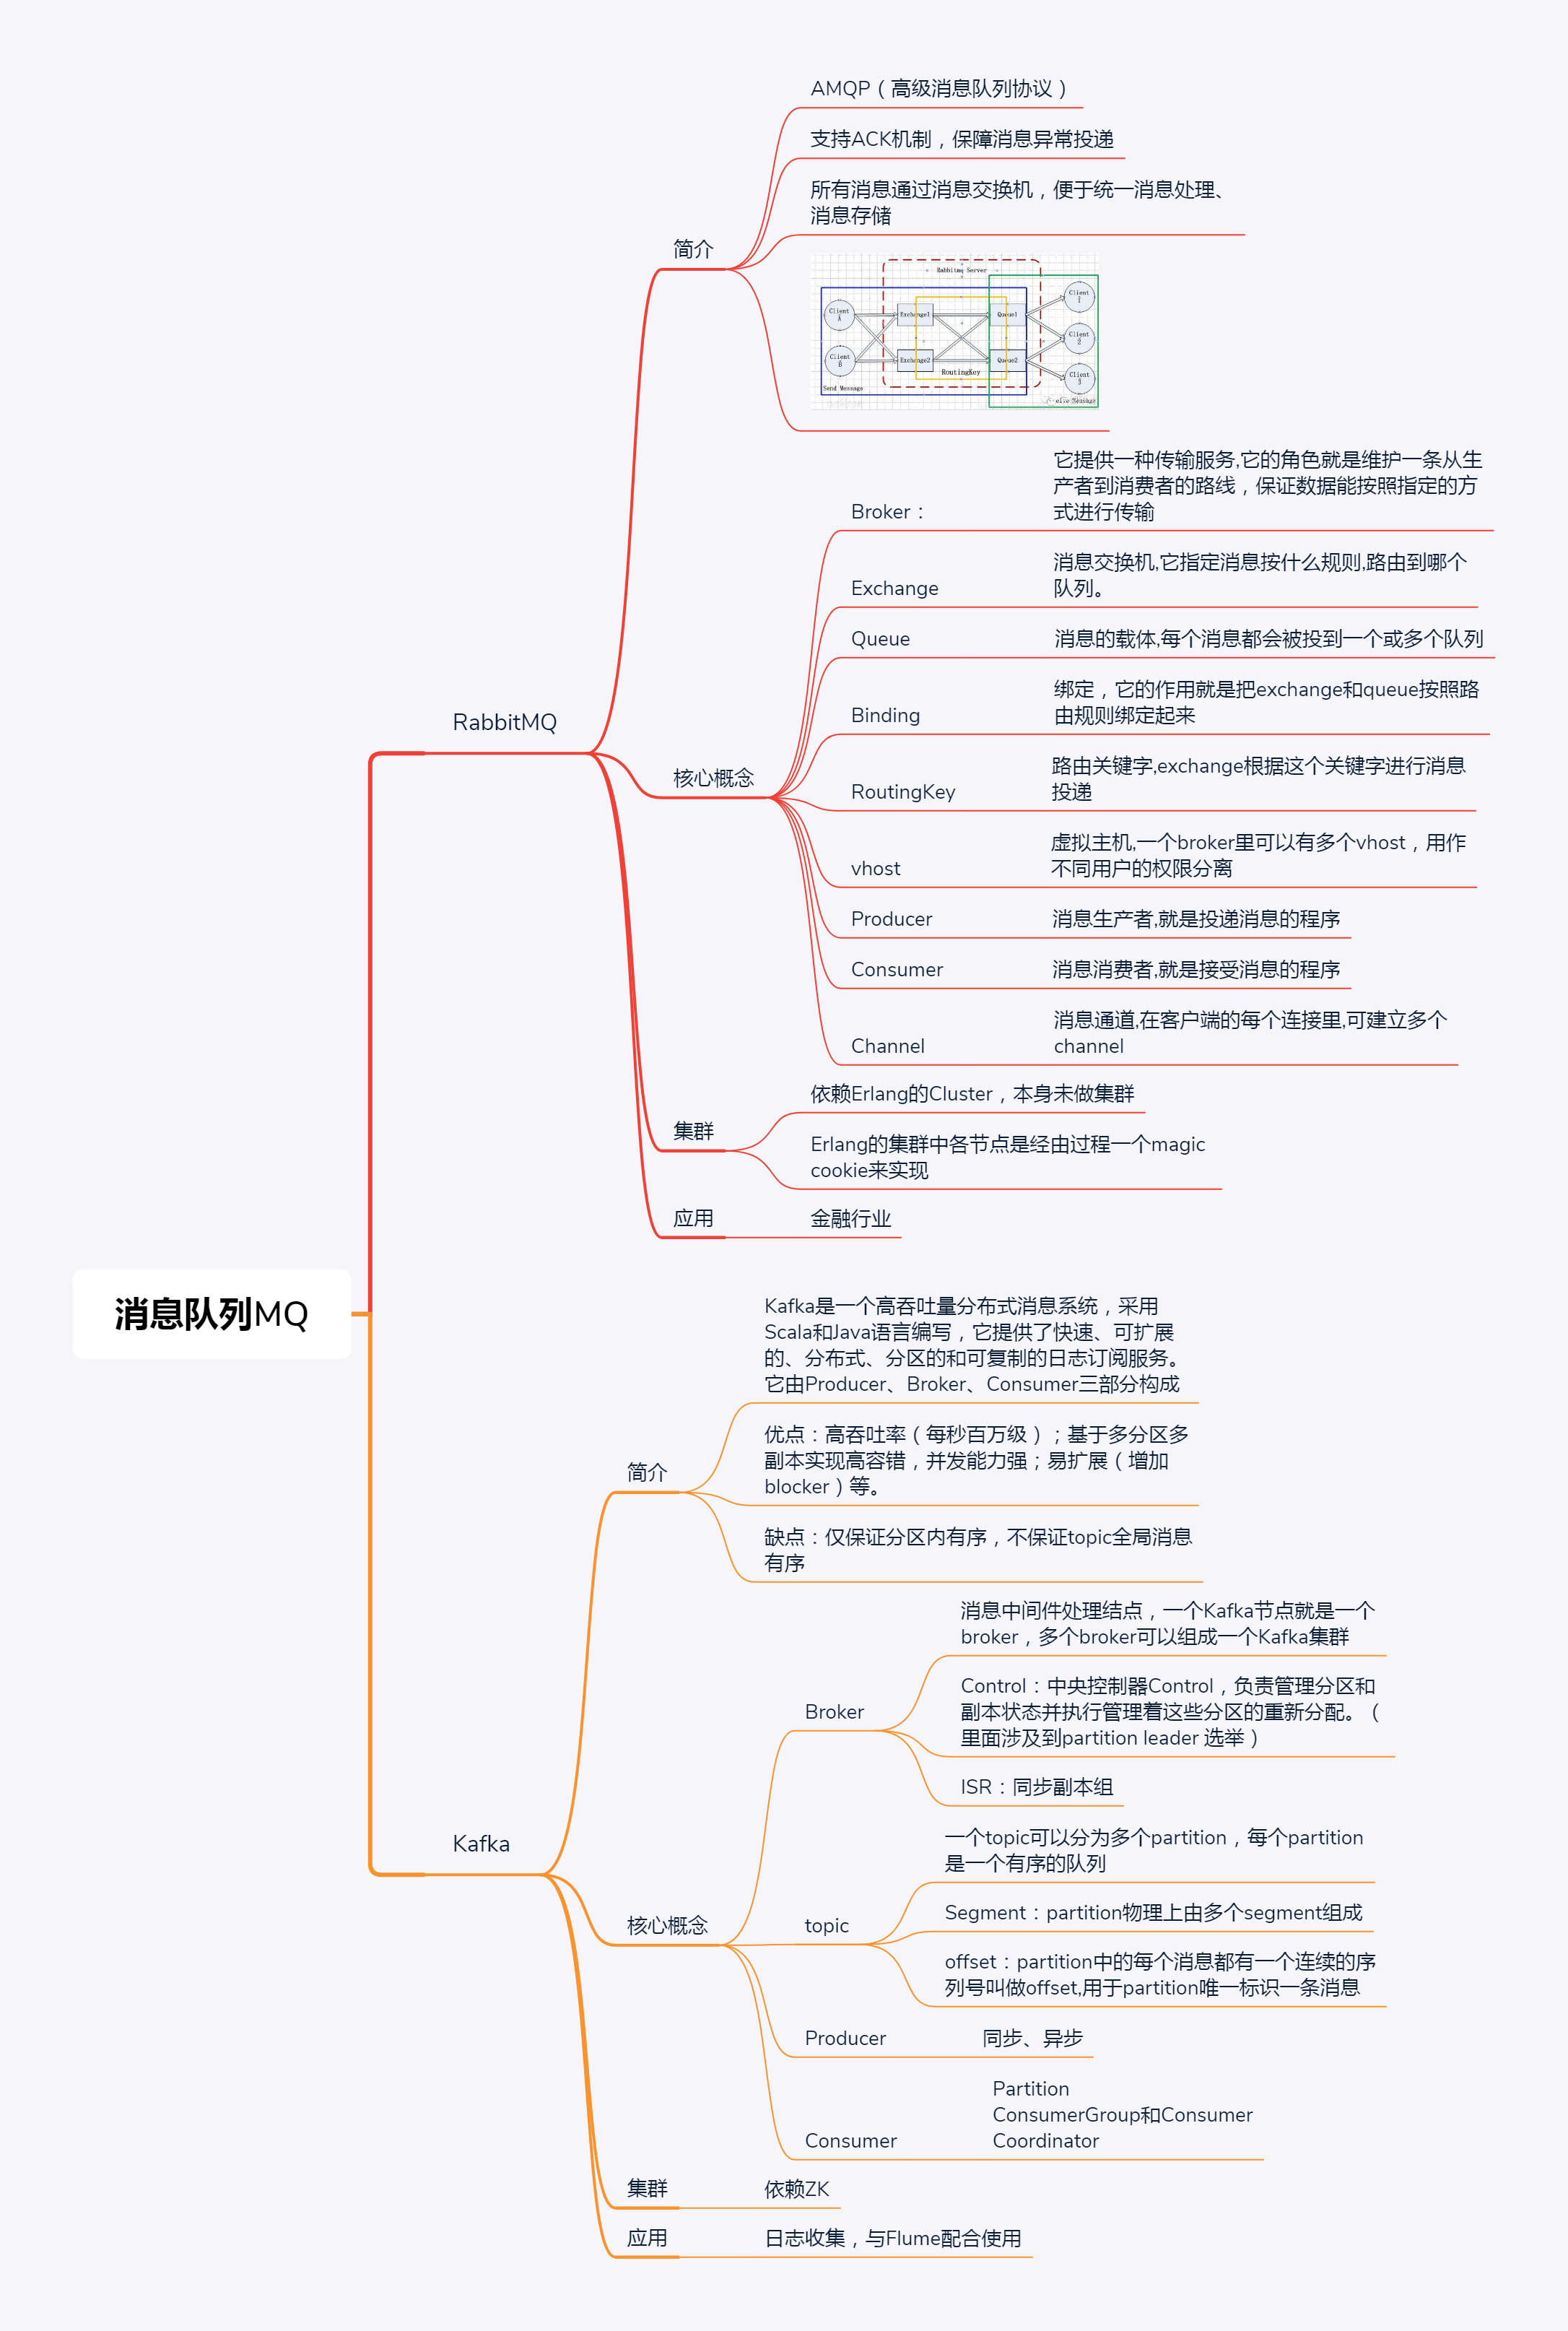 消息队列MQ
RabbitMQ
简介
AMQP（高级消息队列协议）
支持ACK机制，保障消息异常投递
所有消息通过消息交换机，便于统一消息处理、
消息存储
Rabbitmq Server
Client
A
Client
B
Exchange1
Exchange2
Queue1
Queue2
RoutingKey
Send Message
Client
1
Client
2
Client
3
Message
核心概念
Broker：
它提供一种传输服务,它的角色就是维护一条从生
产者到消费者的路线，保证数据能按照指定的方
式进行传输
Exchange
消息交换机,它指定消息按什么规则,路由到哪个
队列。
Queue
消息的载体,每个消息都会被投到一个或多个队列
Binding
绑定，它的作用就是把exchange和queue按照路
由规则绑定起来
RoutingKey
路由关键字,exchange根据这个关键字进行消息
投递
vhost
虚拟主机,一个broker里可以有多个vhost，用作
不同用户的权限分离
Producer
消息生产者,就是投递消息的程序
Consumer
消息消费者,就是接受消息的程序
Channel
消息通道,在客户端的每个连接里,可建立多个
channel
集群
依赖Erlang的Cluster，本身未做集群
Erlang的集群中各节点是经由过程一个magic
cookie来实现
应用
金融行业
Kafka
简介
Kafka是一个高吞吐量分布式消息系统，采用
Scala和Java语言编写，它提供了快速、可扩展
的、分布式、分区的和可复制的日志订阅服务。
它由Producer、Broker、Consumer三部分构成
优点：高吞吐率（每秒百万级）；基于多分区多
副本实现高容错，并发能力强；易扩展（增加
blocker）等。
缺点：仅保证分区内有序，不保证topic全局消息
有序
核心概念
Broker
消息中间件处理结点，一个Kafka节点就是一个
broker，多个broker可以组成一个Kafka集群
Control：中央控制器Control，负责管理分区和
副本状态并执行管理着这些分区的重新分配。（
里面涉及到partition leader 选举）
ISR：同步副本组
topic
一个topic可以分为多个partition，每个partition
是一个有序的队列
Segment：partition物理上由多个segment组成
offset：partition中的每个消息都有一个连续的序
列号叫做offset,用于partition唯一标识一条消息
Producer
同步、异步
Consumer
Partition
ConsumerGroup和Consumer
Coordinator
集群
依赖ZK
应用
日志收集，与Flume配合使用